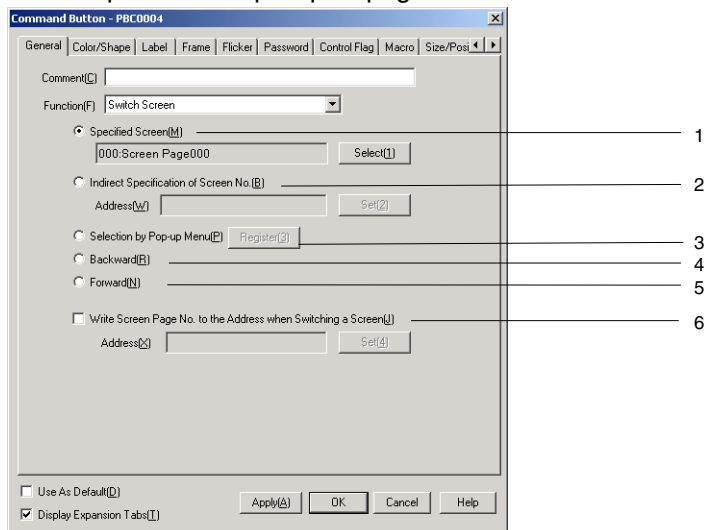 Command Button - PBC0004
General Color/Shape Label Frame Flicker Password Control Flag Macro Size/Posi
Comment(C)
Function(F) Switch Screen
Specified Screen(M) 1
000:Screen Page000 Select(1)
Indirect Specification of Screen No.(B) 2
Address(W) Set(2)
Selection by Pop-up Menu(P) Register(3) 3
Backward(R) 4
Forward(N) 5
Write Screen Page No. to the Address when Switching a Screen(J) 6
Address(X) Set(4)
Use As Default(D)
Apply(A) OK Cancel Help
Display Expansion Tabs(T)